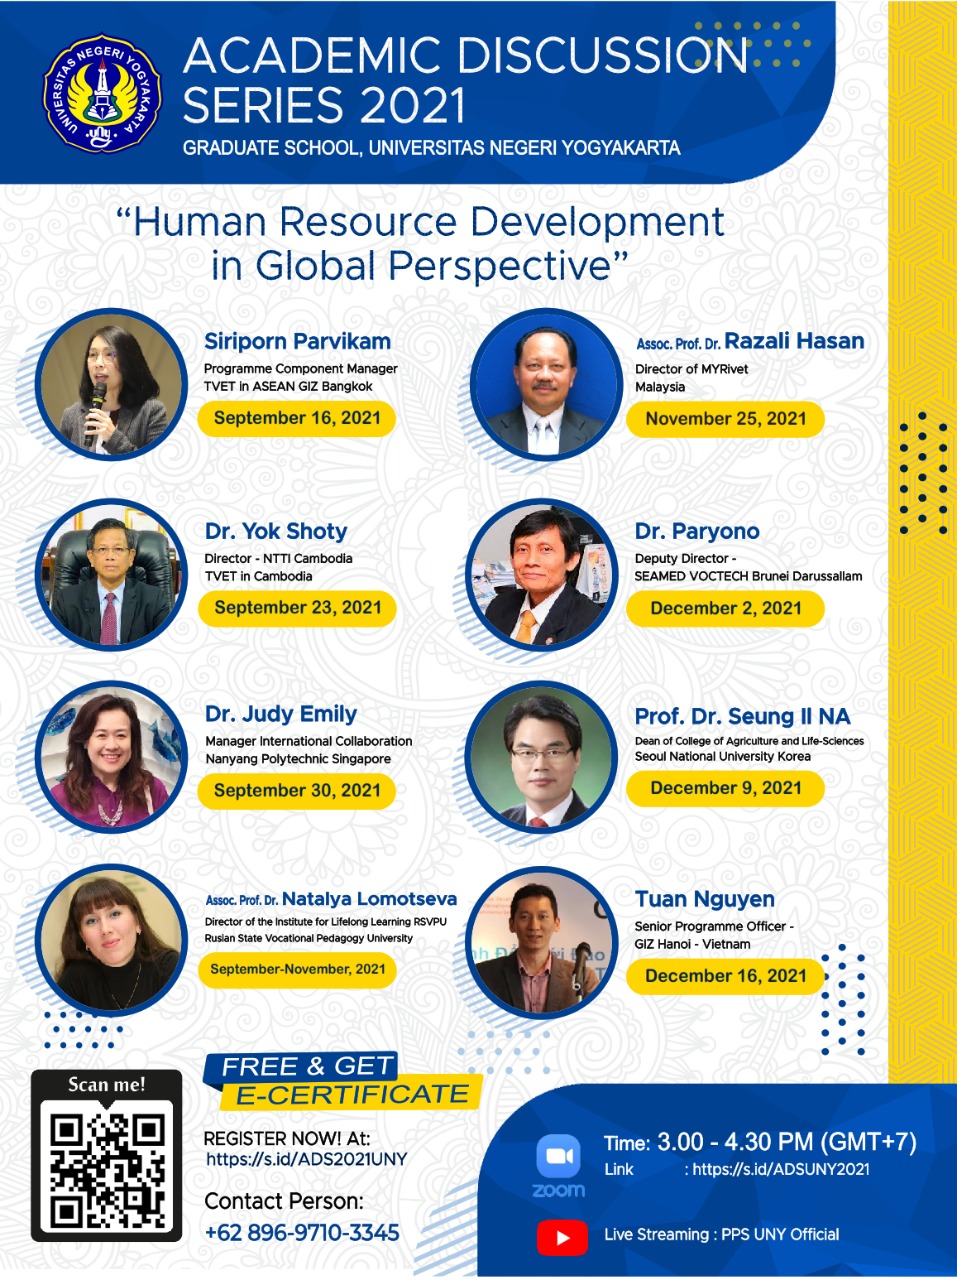 UNIVERSITAS NEGERI YOGYAKARTA
uny
ACADEMIC DISCUSSION
SERIES 2021
GRADUATE SCHOOL, UNIVERSITAS NEGERI YOGYAKARTA
“Human Resource Development
in Global Perspective”
Siriporn Parvikam
Programme Component Manager
TVET in ASEAN GIZ Bangkok
September 16, 2021
Dr. Yok Shoty
Director - NTTI Cambodia
TVET in Cambodia
September 23, 2021
Dr. Judy Emily
Manager International Collaboration
Nanyang Polytechnic Singapore
September 30, 2021
Assoc. Prof. Dr. Natalya Lomotseva
Director of the Institute for Lifelong Learning RSVPU
Rusian State Vocational Pedagogy University
September-November, 2021
Assoc. Prof. Dr. Razali Hasan
Director of MYRivet
Malaysia
November 25, 2021
Dr. Paryono
Deputy Director -
SEAMED VOCTECH Brunei Darussallam
December 2, 2021
Prof. Dr. Seung Il NA
Dean of College of Agriculture and Life-Sciences
Seoul National University Korea
December 9, 2021
Tuan Nguyen
Senior Programme Officer -
GIZ Hanoi - Vietnam
December 16, 2021
Scan me!
FREE & GET
E-CERTIFICATE
REGISTER NOW! At:
https://s.id/ADS2021UNY
Contact Person:
+62 896-9710-3345
zoom
Time: 3.00 - 4.30 PM (GMT+7)
Link : https://s.id/ADSUNY2021
Live Streaming : PPS UNY Official